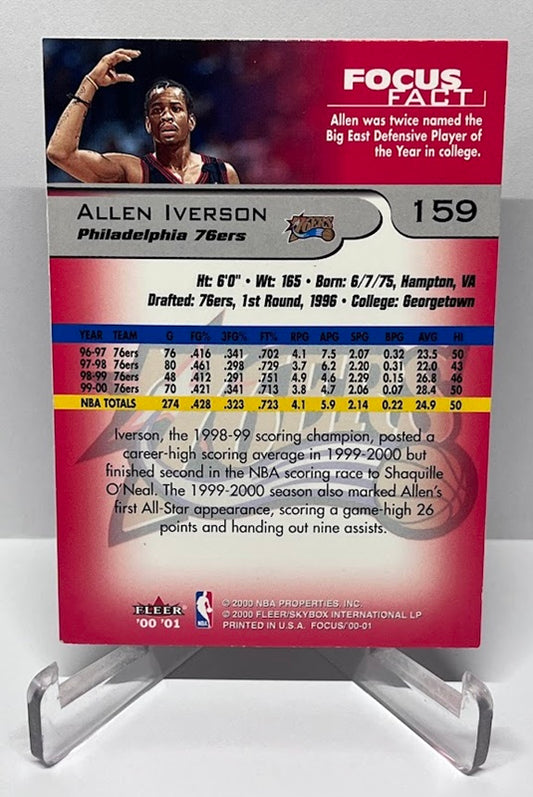 FOCUS
FACT
Allen was twice named the
Big East Defensive Player of
the Year in college.
ALLEN IVERSON
Philadelphia 76ers
76ERS
159
Ht: 6'0" • Wt: 165 • Born: 6/7/75, Hampton, VA
Drafted: 76ers, 1st Round, 1996 • College: Georgetown
YEAR TEAM G FG% 3FG% FT% RPG APG SPG BPG AVG HI
96-97 76ers 76 .416 .341 .702 4.1 7.5 2.07 0.32 23.5 50
97-98 76ers 80 .461 .298 .729 3.7 6.2 2.20 0.31 22.0 43
98-99 76ers 48 .412 .291 .751 4.9 4.6 2.29 0.15 26.8 46
99-00 76ers 70 .421 .341 .713 3.8 4.7 2.06 0.07 28.4 50
NBA TOTALS 274 .428 .323 .723 4.1 5.9 2.14 0.22 24.9 50
Iverson, the 1998-99 scoring champion, posted a
career-high scoring average in 1999-2000 but
finished second in the NBA scoring race to Shaquille
O'Neal. The 1999-2000 season also marked Allen's
first All-Star appearance, scoring a game-high 26
points and handing out nine assists.
FLEER
'00 '01
NBA
© 2000 NBA PROPERTIES, INC.
© 2000 FLEER/SKYBOX INTERNATIONAL LP
PRINTED IN U.S.A. FOCUS/'00-01